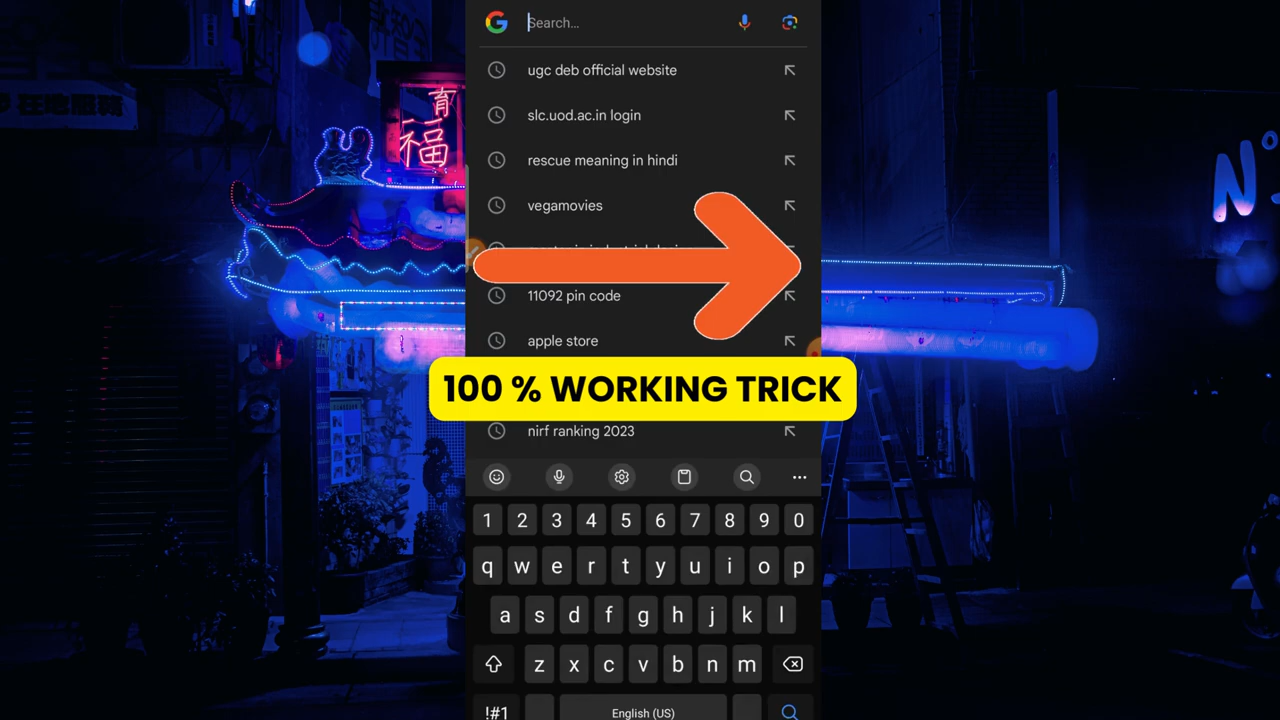 Search...
ugc deb official website
slc.uod.ac.in login
rescue meaning in hindi
vegamovies
11092 pin code
apple store
100 % WORKING TRICK
nirf ranking 2023
1 2 3 4 5 6 7 8 9 0
q w e r t y u i o p
a s d f g h j k l
z x c v b n m
!#1 English (US)
育
福
N